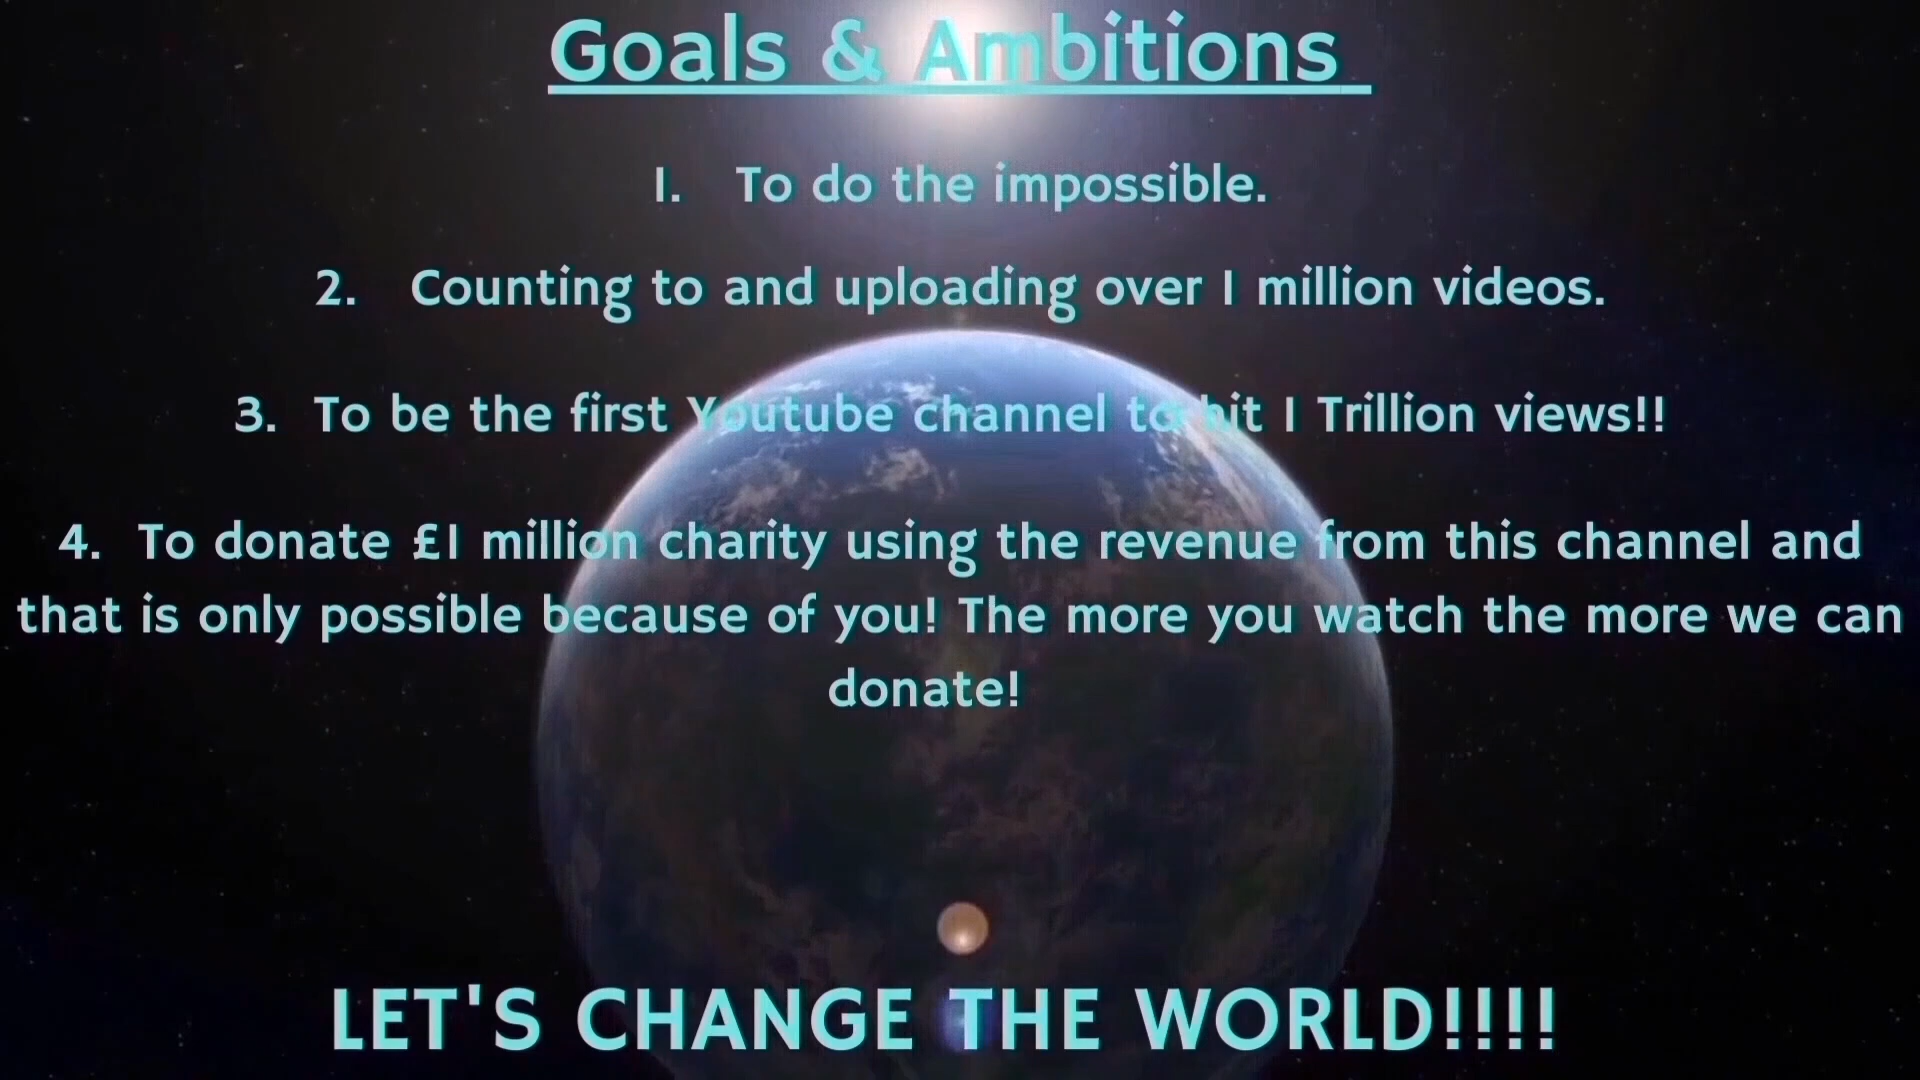 Goals & Ambitions
1. To do the impossible.
2. Counting to and uploading over 1 million videos.
3. To be the first Youtube channel to hit 1 Trillion views!!
4. To donate £1 million charity using the revenue from this channel and
that is only possible because of you! The more you watch the more we can
donate!
LET'S CHANGE THE WORLD!!!!